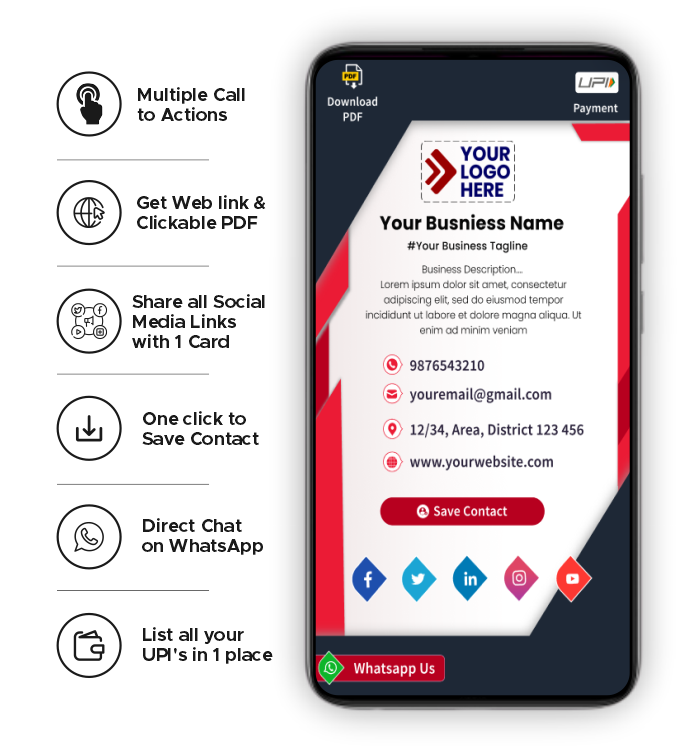 Multiple Call
to Actions
Get Web link &
Clickable PDF
Share all Social
Media Links
with 1 Card
One click to
Save Contact
Direct Chat
on WhatsApp
List all your
UPI's in 1 place
PDF
Download
PDF
UPI
Payment
YOUR
LOGO
HERE
Your Busniess Name
#Your Business Tagline
Business Description...
Lorem ipsum dolor sit amet, consectetur
adipiscing elit, sed do eiusmod tempor
incididunt ut labore et dolore magna aliqua. Ut
enim ad minim veniam
9876543210
youremail@gmail.com
12/34, Area, District 123 456
www.yourwebsite.com
Save Contact
Whatsapp Us